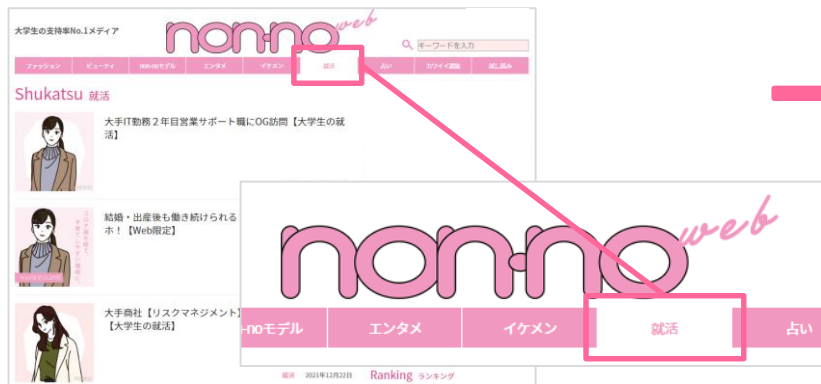 大学生の支持率No.1メディア
non-no web
キーワードを入力
ファッション ビューティ non-noモデル エンタメ イケメン 就活 占い カワイイ選抜 試し読み
Shukatsu 就活
大手IT勤務２年目営業サポート職にOG訪問【大学生の就
活】
結婚・出産後も働き続けられる
ホ！【Web限定】
大手商社【リスクマネジメント】
【大学生の就活】
non-no web
-noモデル エンタメ イケメン 就活 占い
就活 2021年12月22日 Ranking ランキング